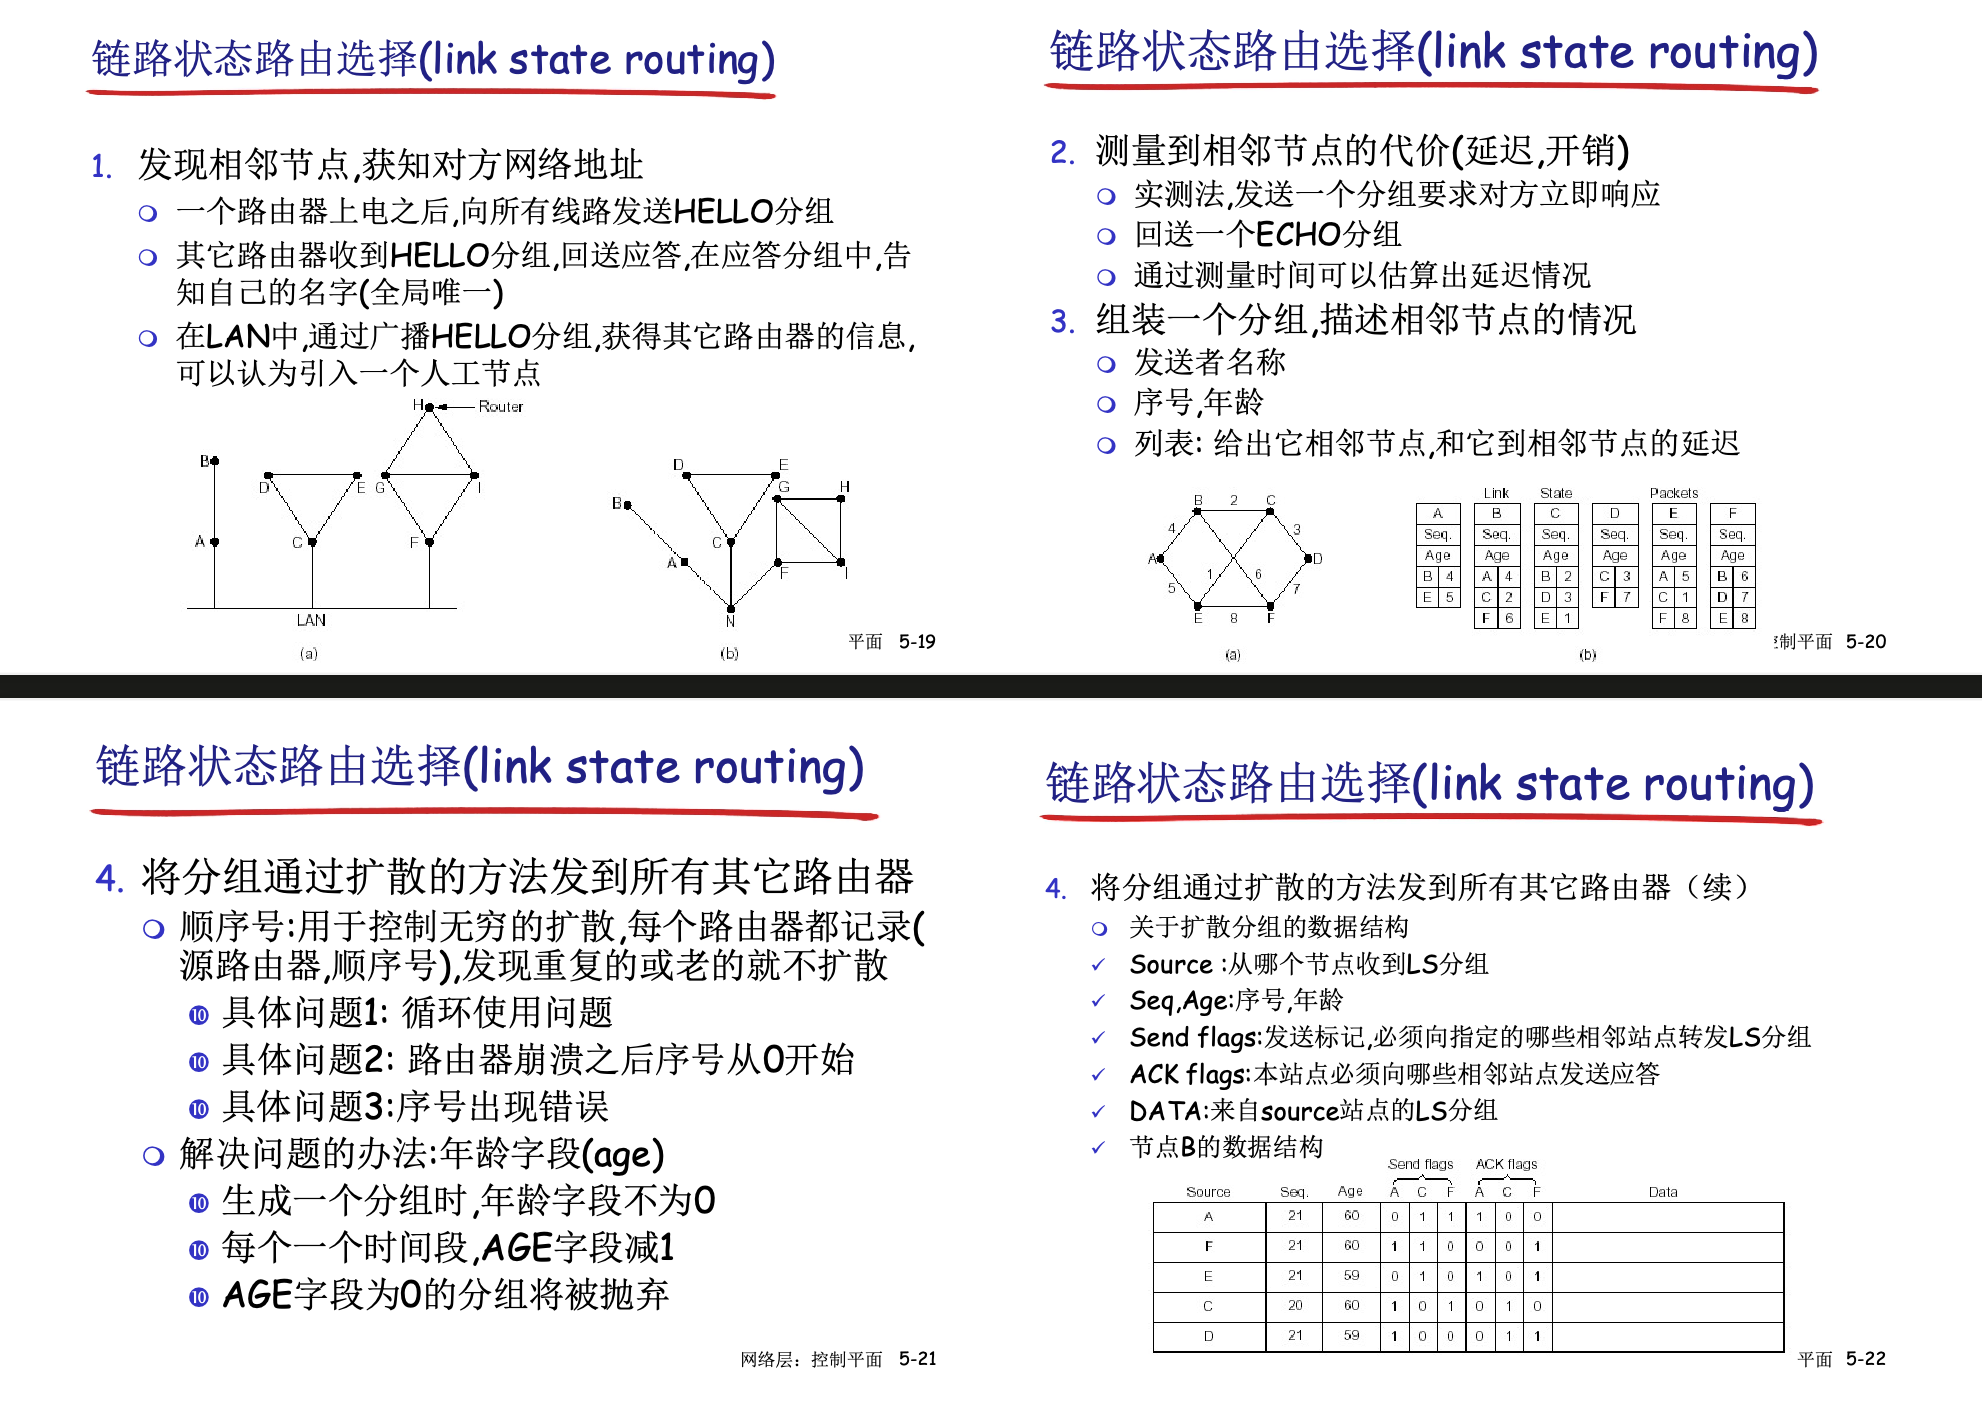 链路状态路由选择(link state routing)
1. 发现相邻节点,获知对方网络地址
一个路由器上电之后,向所有线路发送HELLO分组
其它路由器收到HELLO分组,回送应答,在应答分组中,告
知自己的名字(全局唯一)
在LAN中,通过广播HELLO分组,获得其它路由器的信息,
可以认为引入一个人工节点
H Router
B
D E G I
A C F
LAN
(a)
D E
G H
B
C
A F I
N
(b)
平面 5-19
链路状态路由选择(link state routing)
2. 测量到相邻节点的代价(延迟,开销)
实测法,发送一个分组要求对方立即响应
回送一个ECHO分组
通过测量时间可以估算出延迟情况
3. 组装一个分组,描述相邻节点的情况
发送者名称
序号,年龄
列表: 给出它相邻节点,和它到相邻节点的延迟
B 2 C
4 3
A D
1 6
5 7
E 8 F
(a)
Link State Packets
A B C D E F
Seq. Seq. Seq. Seq. Seq. Seq.
Age Age Age Age Age Age
B 4 A 4 B 2 C 3 A 5 B 6
E 5 C 2 D 3 F 7 C 1 D 7
F 6 E 1 F 8 E 8
(b)
制平面 5-20
链路状态路由选择(link state routing)
4. 将分组通过扩散的方法发到所有其它路由器
顺序号:用于控制无穷的扩散,每个路由器都记录(
源路由器,顺序号),发现重复的或老的就不扩散
具体问题1: 循环使用问题
具体问题2: 路由器崩溃之后序号从0开始
具体问题3:序号出现错误
解决问题的办法:年龄字段(age)
生成一个分组时,年龄字段不为0
每个一个时间段,AGE字段减1
AGE字段为0的分组将被抛弃
网络层：控制平面 5-21
链路状态路由选择(link state routing)
4. 将分组通过扩散的方法发到所有其它路由器（续）
关于扩散分组的数据结构
Source :从哪个节点收到LS分组
Seq,Age:序号,年龄
Send flags:发送标记,必须向指定的哪些相邻站点转发LS分组
ACK flags:本站点必须向哪些相邻站点发送应答
DATA:来自source站点的LS分组
节点B的数据结构
Send flags ACK flags
Source Seq. Age A C F A C F Data
A 21 60 0 1 1 1 0 0
F 21 60 1 1 0 0 0 1
E 21 59 0 1 0 1 0 1
C 20 60 1 0 1 0 1 0
D 21 59 1 0 0 0 1 1
平面 5-22